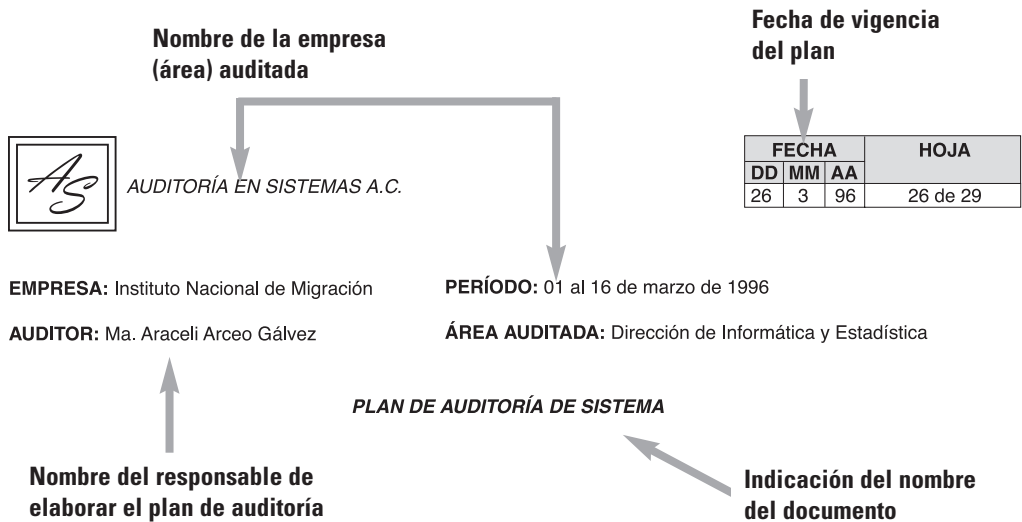 Nombre de la empresa
(área) auditada
Fecha de vigencia
del plan
AS
AUDITORÍA EN SISTEMAS A.C.
FECHA HOJA
DD MM AA
26 3 96 26 de 29
EMPRESA: Instituto Nacional de Migración
PERÍODO: 01 al 16 de marzo de 1996
AUDITOR: Ma. Araceli Arceo Gálvez
ÁREA AUDITADA: Dirección de Informática y Estadística
PLAN DE AUDITORÍA DE SISTEMA
Nombre del responsable de
elaborar el plan de auditoría
Indicación del nombre
del documento